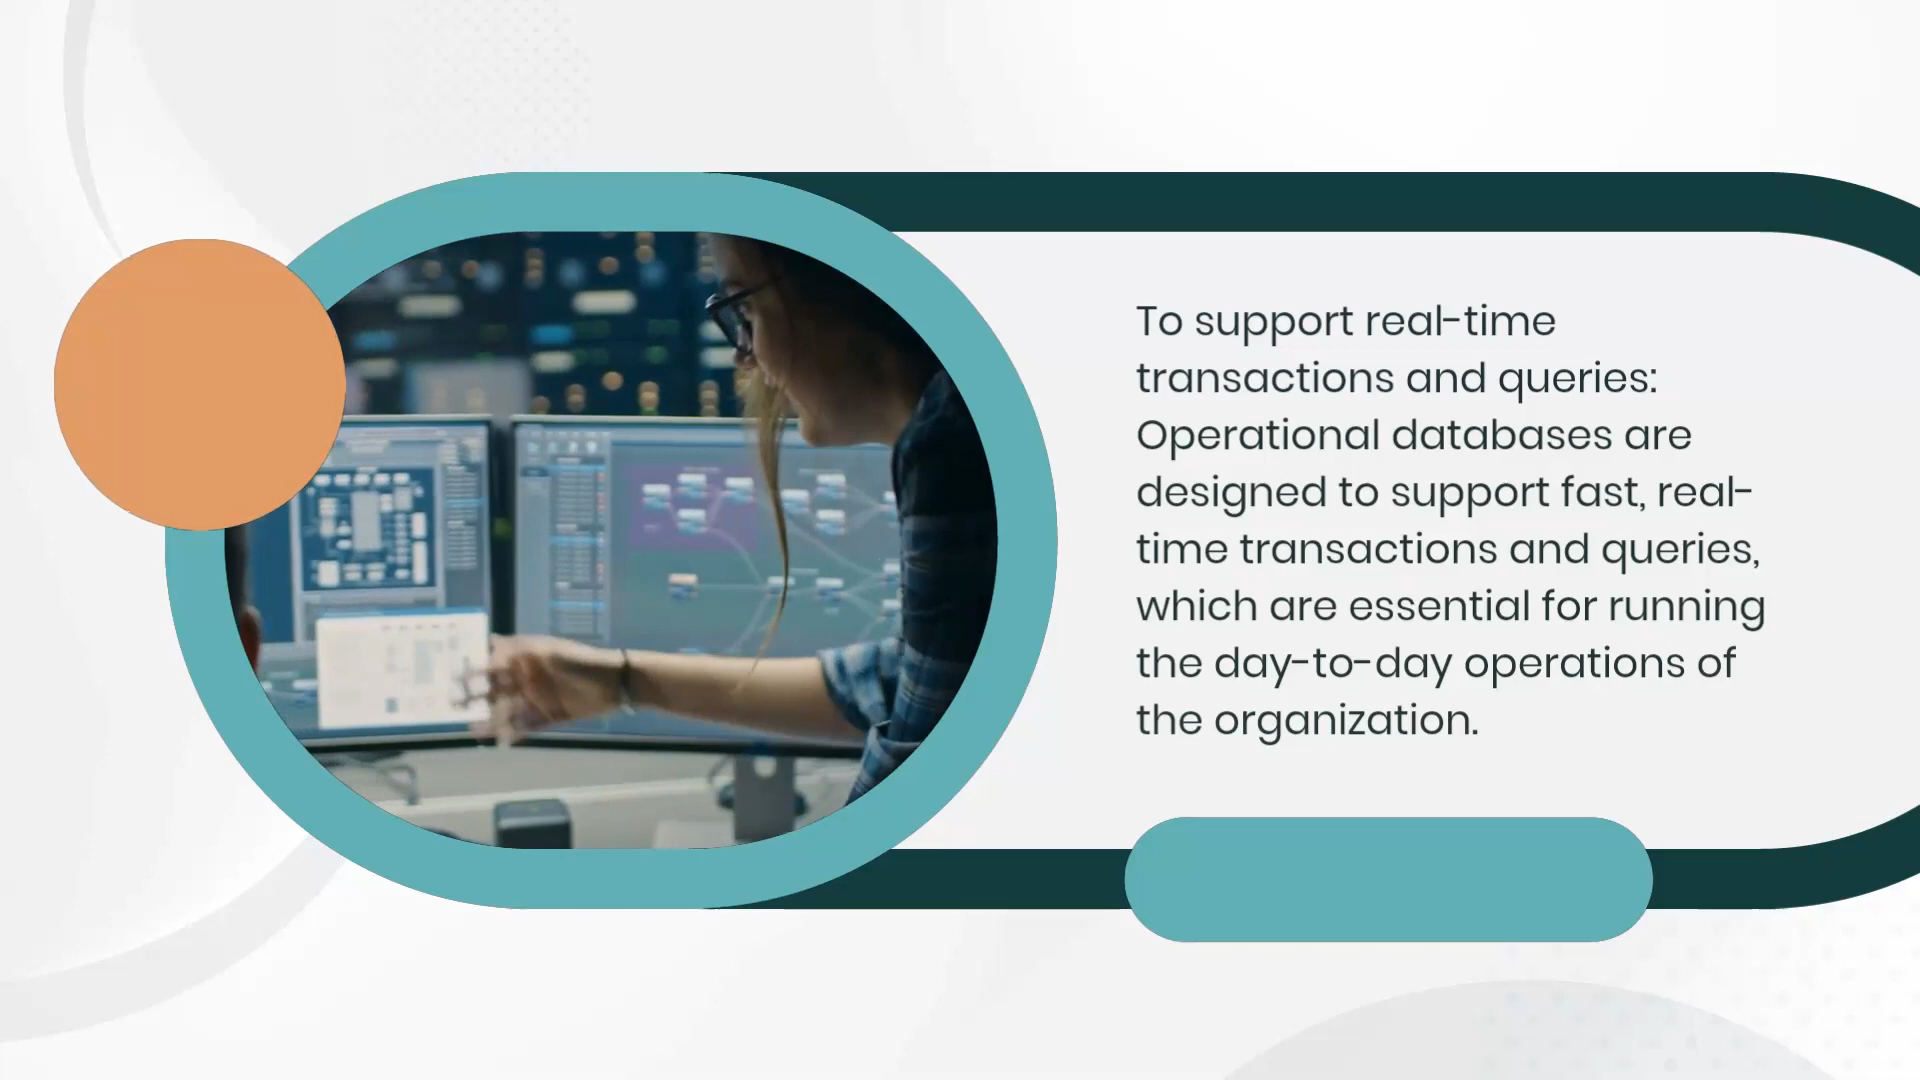 To support real-time
transactions and queries:
Operational databases are
designed to support fast, real-
time transactions and queries,
which are essential for running
the day-to-day operations of
the organization.